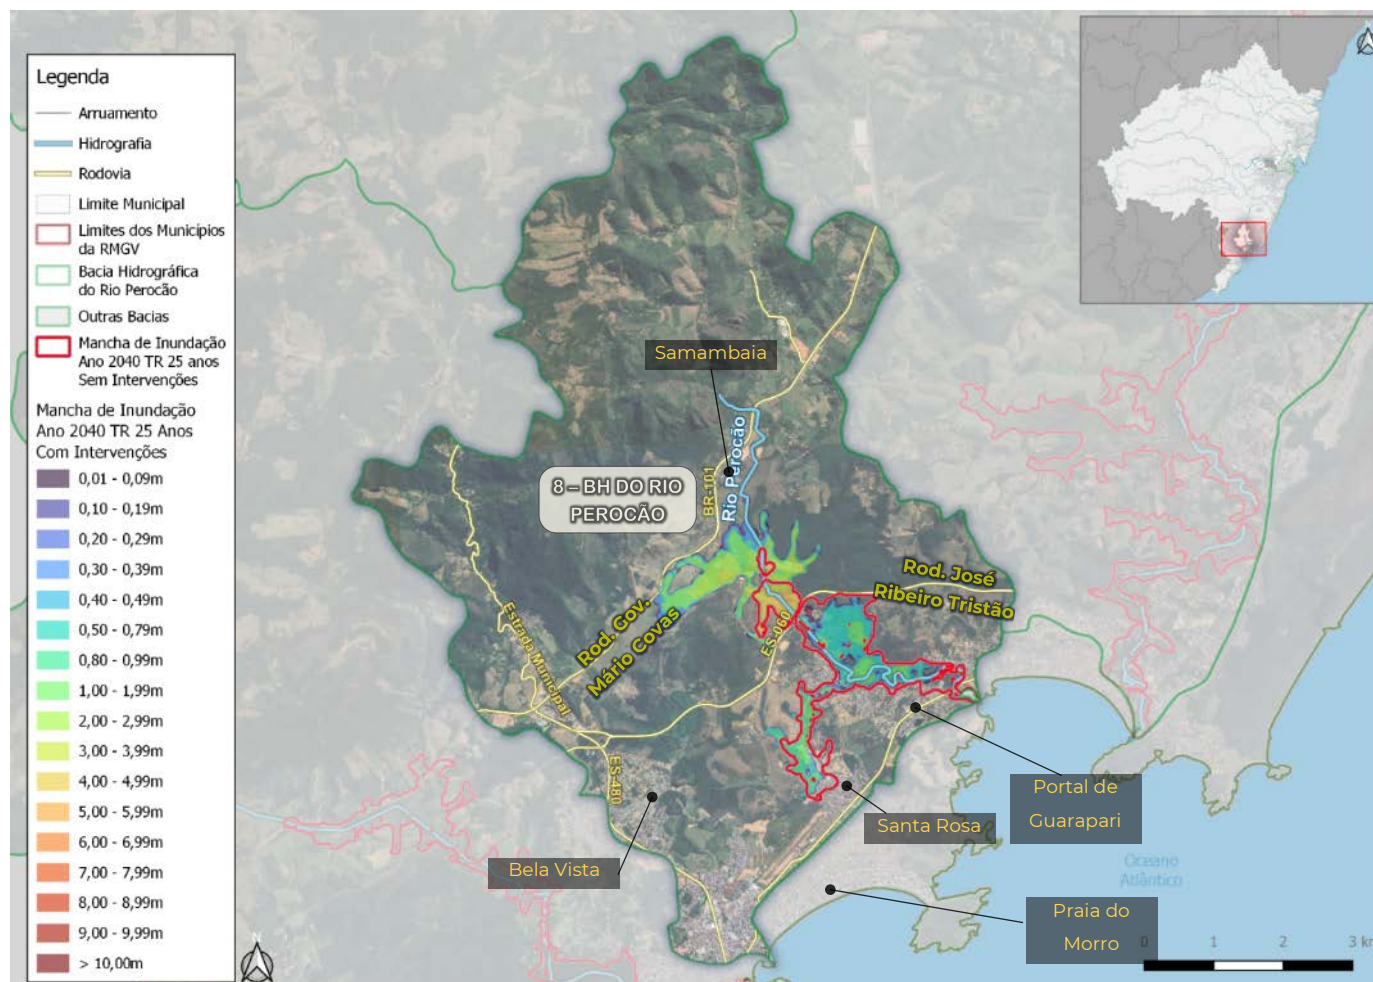 Legenda
Arruamento
Hidrografia
Rodovia
Limite Municipal
Limites dos Municípios
da RMGV
Bacia Hidrográfica
do Rio Perocão
Outras Bacias
Mancha de Inundação
Ano 2040 TR 25 anos
Sem Intervenções
Mancha de Inundação
Ano 2040 TR 25 Anos
Com Intervenções
0,01 - 0,09m
0,10 - 0,19m
0,20 - 0,29m
0,30 - 0,39m
0,40 - 0,49m
0,50 - 0,79m
0,80 - 0,99m
1,00 - 1,99m
2,00 - 2,99m
3,00 - 3,99m
4,00 - 4,99m
5,00 - 5,99m
6,00 - 6,99m
7,00 - 7,99m
8,00 - 8,99m
9,00 - 9,99m
> 10,00m
Samambaia
8 – BH DO RIO
PEROCÃO
BR-101
Rio Perocão
Rod. José
Ribeiro Tristão
Rod. Gov.
Mário Covas
ES-060
Estrada Municipal
ES-480
Portal de
Guarapari
Santa Rosa
Bela Vista
Oceano
Atlântico
Praia do
Morro
0 1 2 3 km